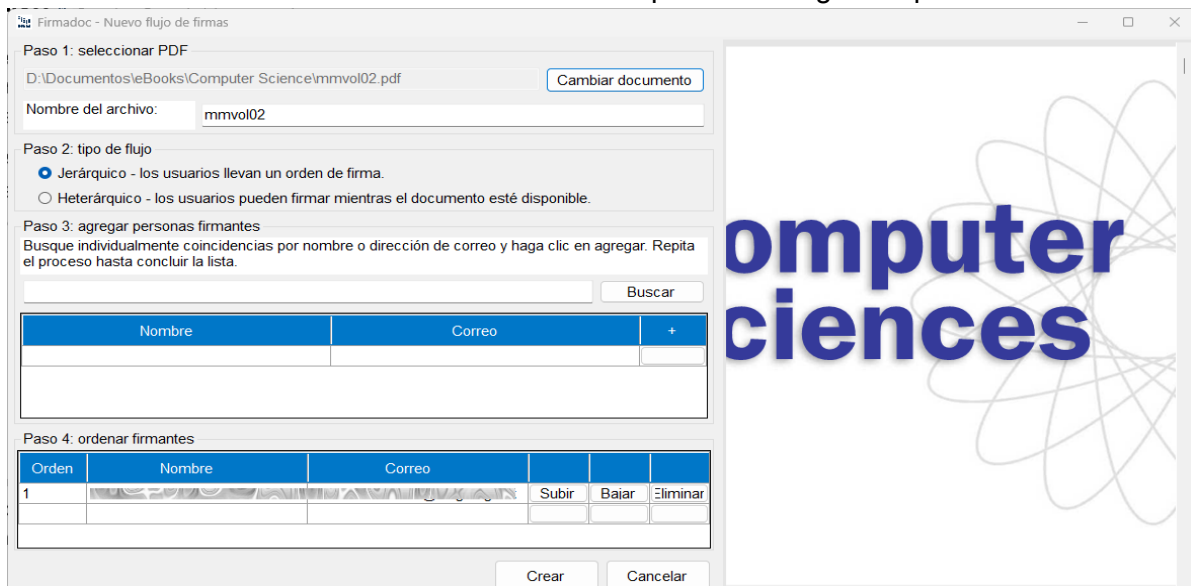 Firmadoc - Nuevo flujo de firmas
Paso 1: seleccionar PDF
D:\Documentos\eBooks\Computer Science\mmvol02.pdf
Cambiar documento
Nombre del archivo:
mmvol02
Paso 2: tipo de flujo
Jerárquico - los usuarios llevan un orden de firma.
Heterárquico - los usuarios pueden firmar mientras el documento esté disponible.
Paso 3: agregar personas firmantes
Busque individualmente coincidencias por nombre o dirección de correo y haga clic en agregar. Repita
el proceso hasta concluir la lista.
Buscar
Nombre Correo +
Paso 4: ordenar firmantes
Orden Nombre Correo
1 Subir Bajar Eliminar
Crear Cancelar
omputer
ciences